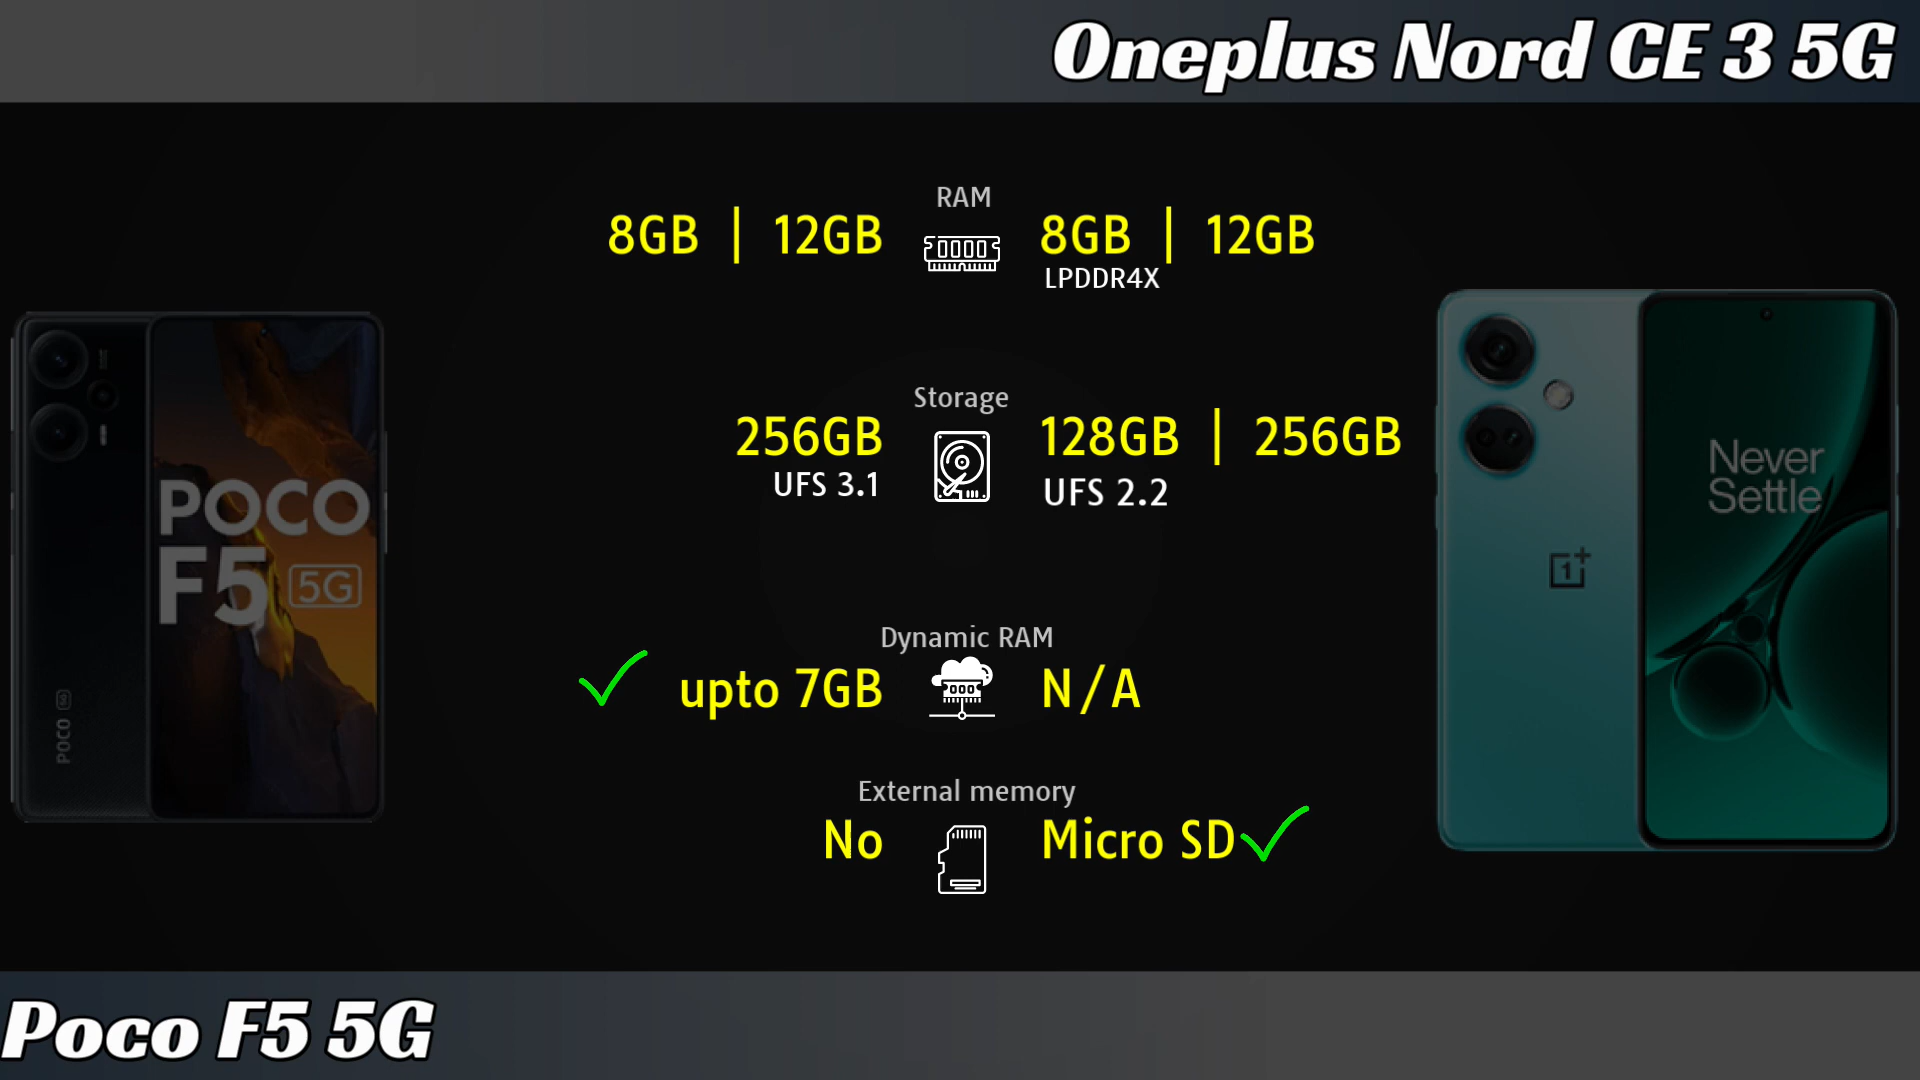 Oneplus Nord CE 3 5G
RAM
8GB | 12GB
8GB | 12GB
LPDDR4X
Storage
256GB
UFS 3.1
128GB | 256GB
UFS 2.2
Dynamic RAM
upto 7GB
N/A
External memory
No
Micro SD
POCO
F5 5G
POCO 5G
Never
Settle
1+
Poco F5 5G